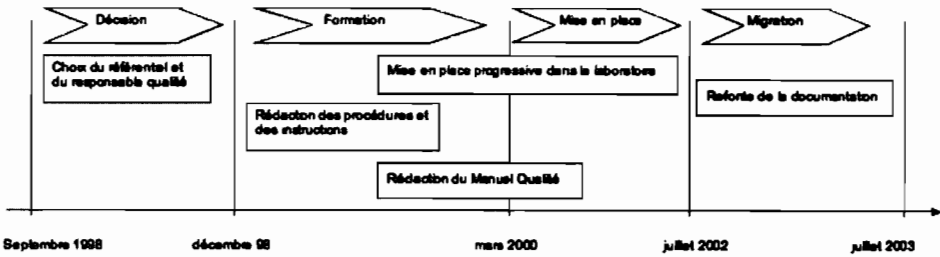 Décision
Formation
Mise en place
Migration
Choix du référentel et
du responsable qualité
Mise en place progressive dans le laboratoire
Refonte de la documentation
Rédaction des procédures et
des instructions
Rédaction du Manuel Qualité
Septembre 1998
décembre 98
mars 2000
juillet 2002
juillet 2003